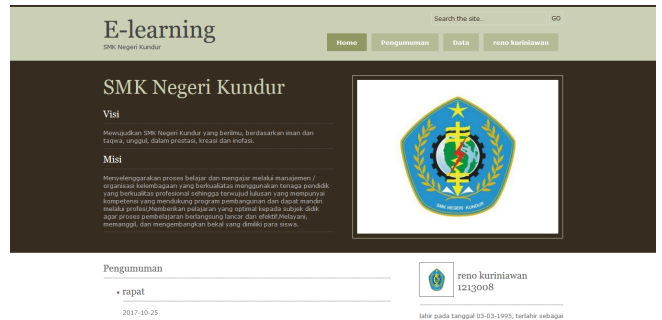 E-learning
SMK Negeri Kundur
Search the site...
GO
Home
Pengumuman
Data
reno kuriniawan
SMK Negeri Kundur
Visi
Mewujudkan SMK Negeri Kundur yang berilmu, berdasarkan iman dan
taqwa, unggul, dalam prestasi, kreasi dan inofasi.
Misi
Menyelenggarakan proses belajar dan mengajar melalui manajemen /
organisasi kelembagaan yang berkualiatas menggunakan tenaga pendidik
yang berkualitas profosional sehingga terwujud lulusan yang mempunyai
kompetensi yang mendukung program pembangunan dan dapat mandiri
melalui profesi,Memberikan pelajaran yang optimal kepada subjek didik
agar proses pembelajaran berlangsung lancar dan efektif,Melayani,
memanggil, dan mengembangkan bekal yang dimiliki para siswa.
SMK NEGERI KUNDUR
Pengumuman
• rapat
2017-10-25
reno kuriniawan
1213008
lahir pada tanggal 03-03-1995, terlahir sebagai